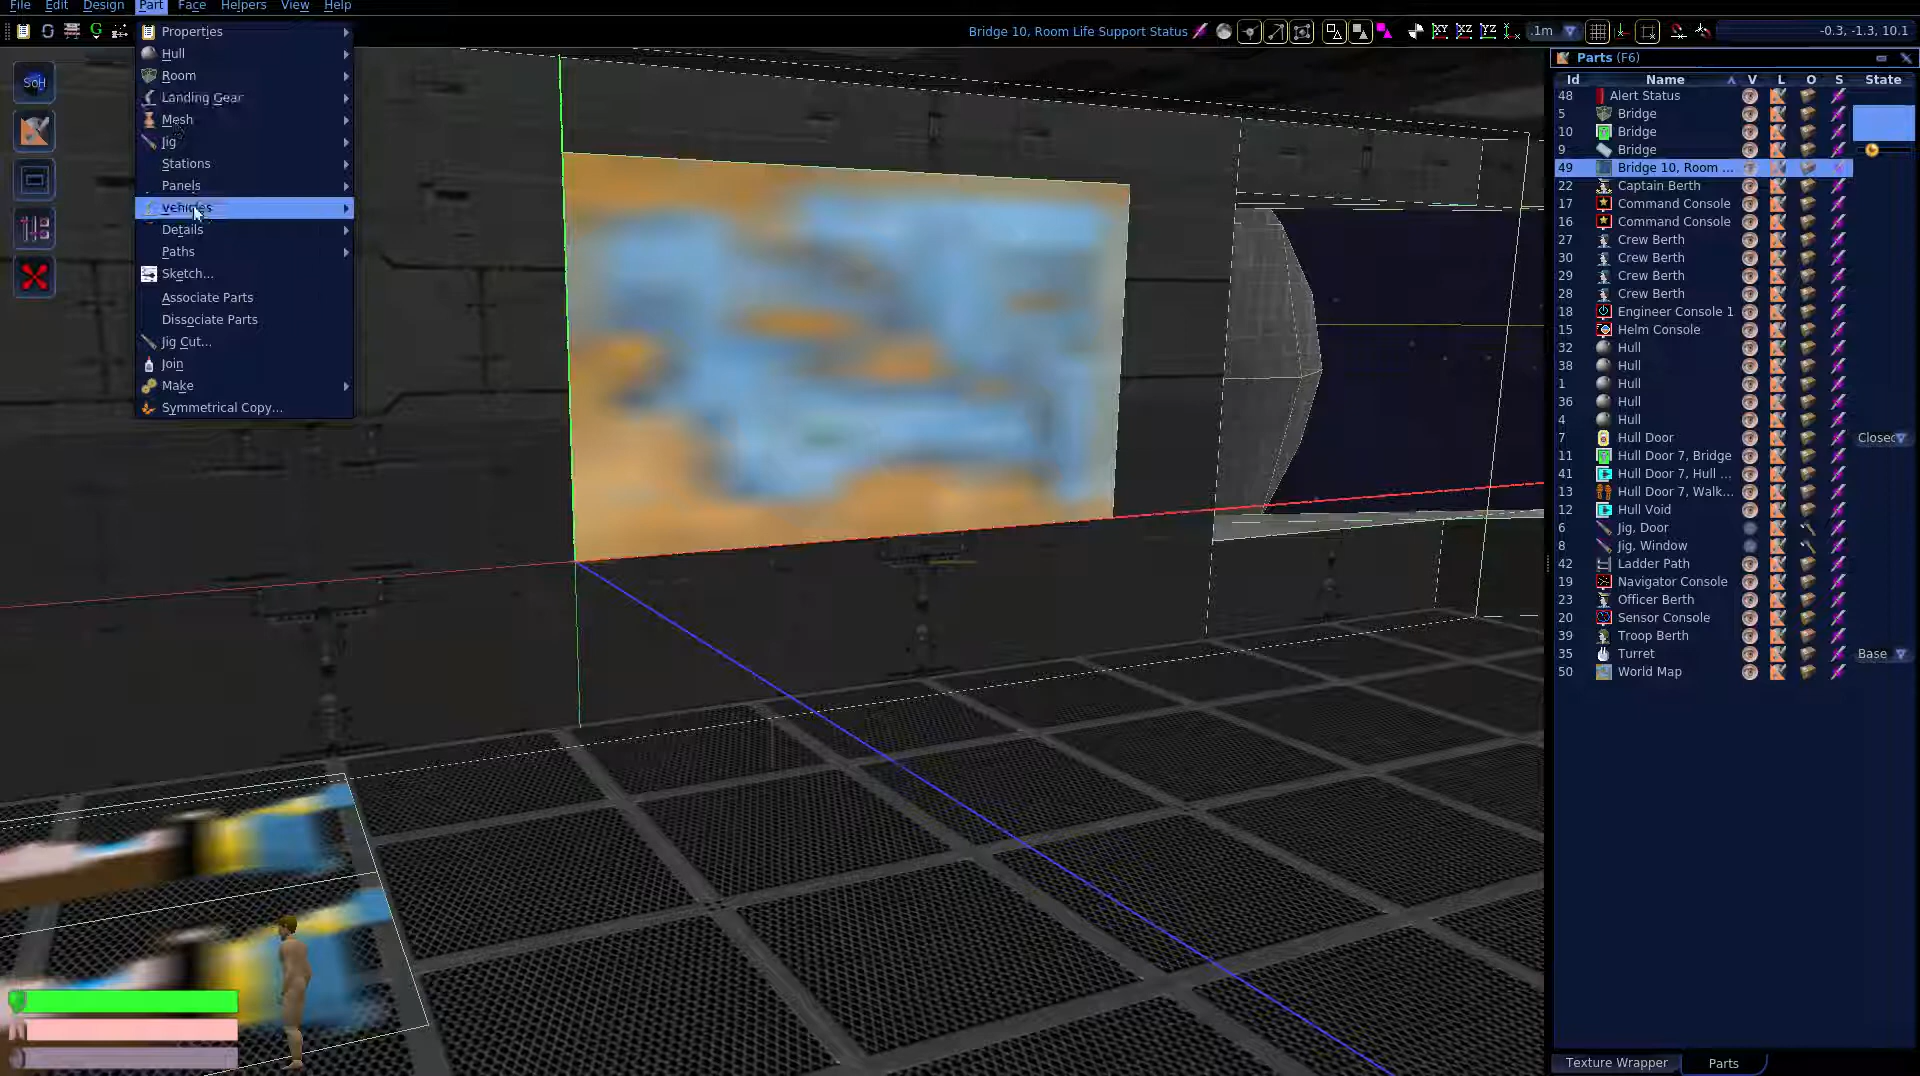 File Edit Design Part Face Helpers View Help
Bridge 10, Room Life Support Status
XY XZ YZ .1m
-0.3, -1.3, 10.1
SoH
Properties
Hull
Room
Landing Gear
Mesh
Jig
Stations
Panels
Vehicles
Details
Paths
Sketch...
Associate Parts
Dissociate Parts
Jig Cut...
Join
Make
Symmetrical Copy...
Parts (F6)
Id Name V L O S State
48 Alert Status
5 Bridge
10 Bridge
9 Bridge
49 Bridge 10, Room ...
22 Captain Berth
17 Command Console
16 Command Console
27 Crew Berth
30 Crew Berth
29 Crew Berth
28 Crew Berth
18 Engineer Console 1
15 Helm Console
32 Hull
38 Hull
1 Hull
36 Hull
4 Hull
7 Hull Door Closed
11 Hull Door 7, Bridge
41 Hull Door 7, Hull ...
13 Hull Door 7, Walk...
12 Hull Void
6 Jig, Door
8 Jig, Window
42 Ladder Path
19 Navigator Console
23 Officer Berth
20 Sensor Console
39 Troop Berth
35 Turret Base
50 World Map
Texture Wrapper Parts